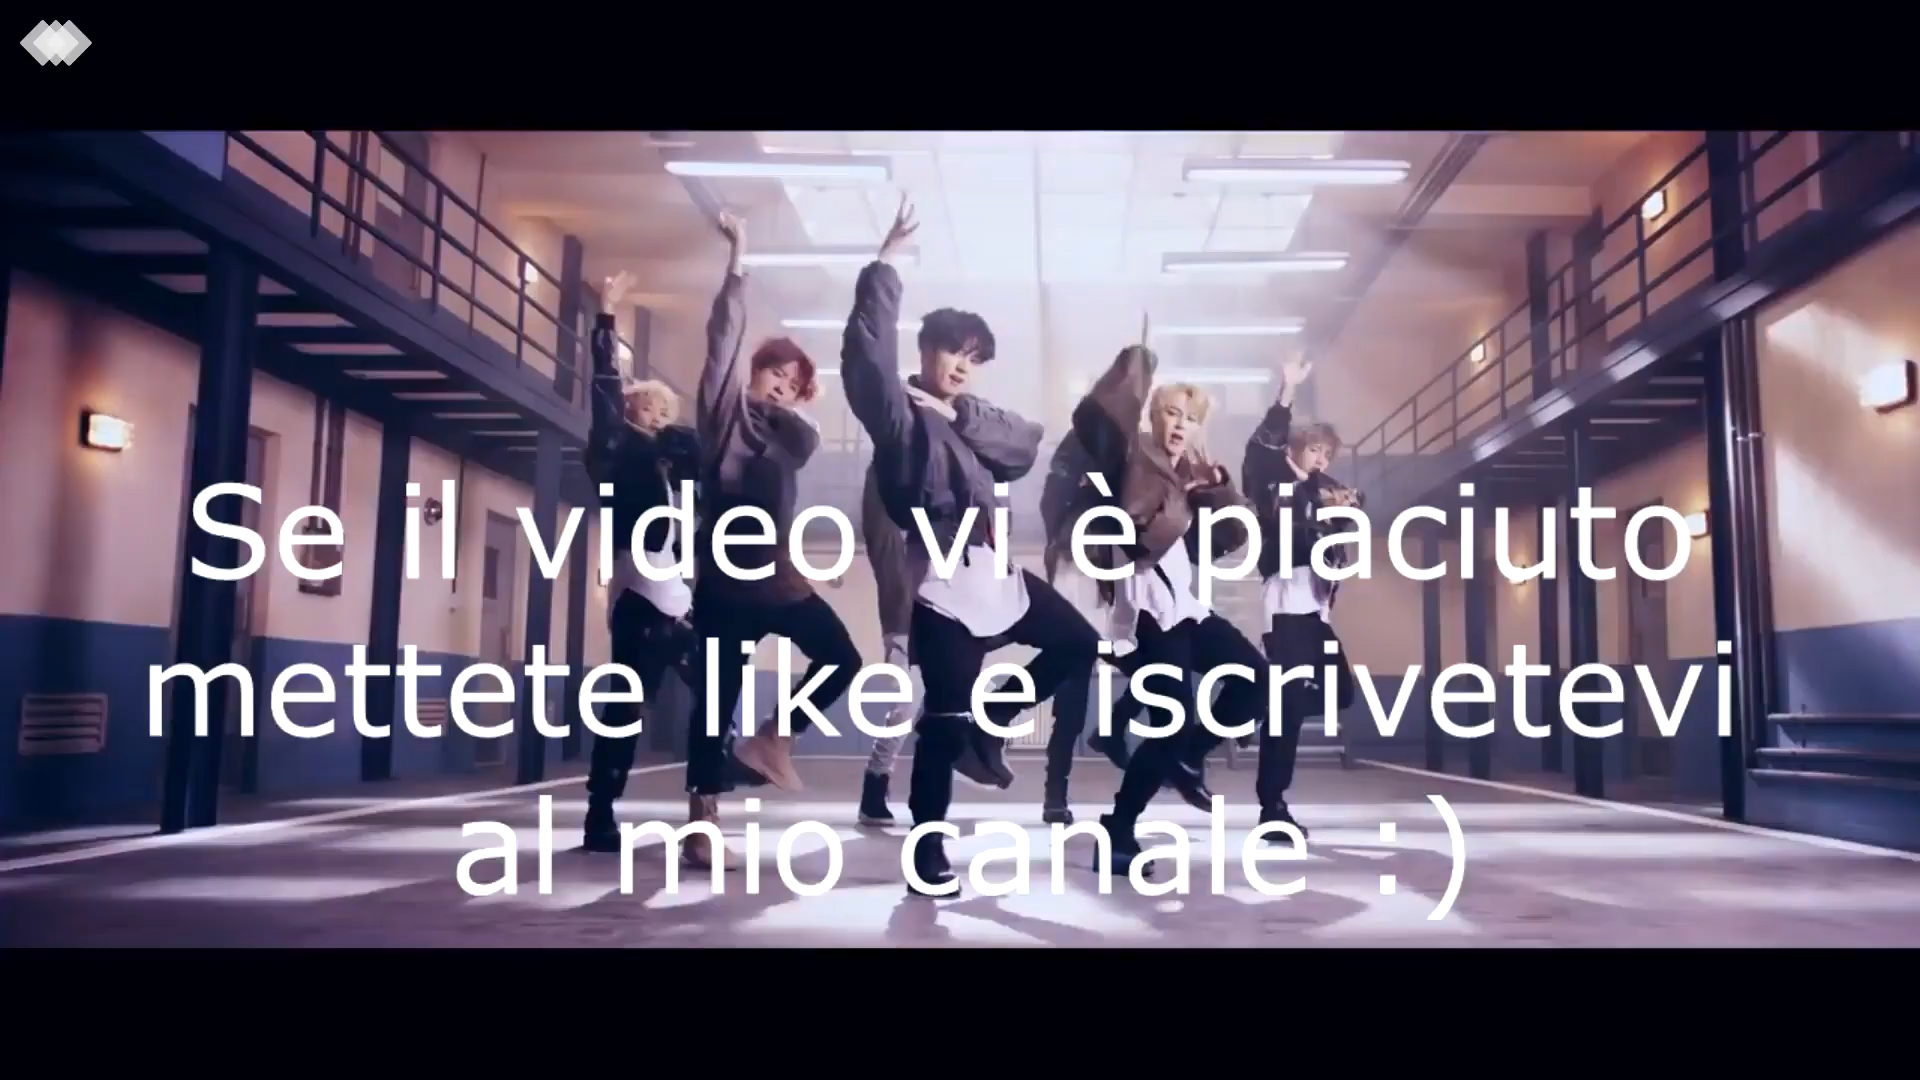 Se il video vi è piaciuto
mettete like e iscrivetevi
al mio canale :)